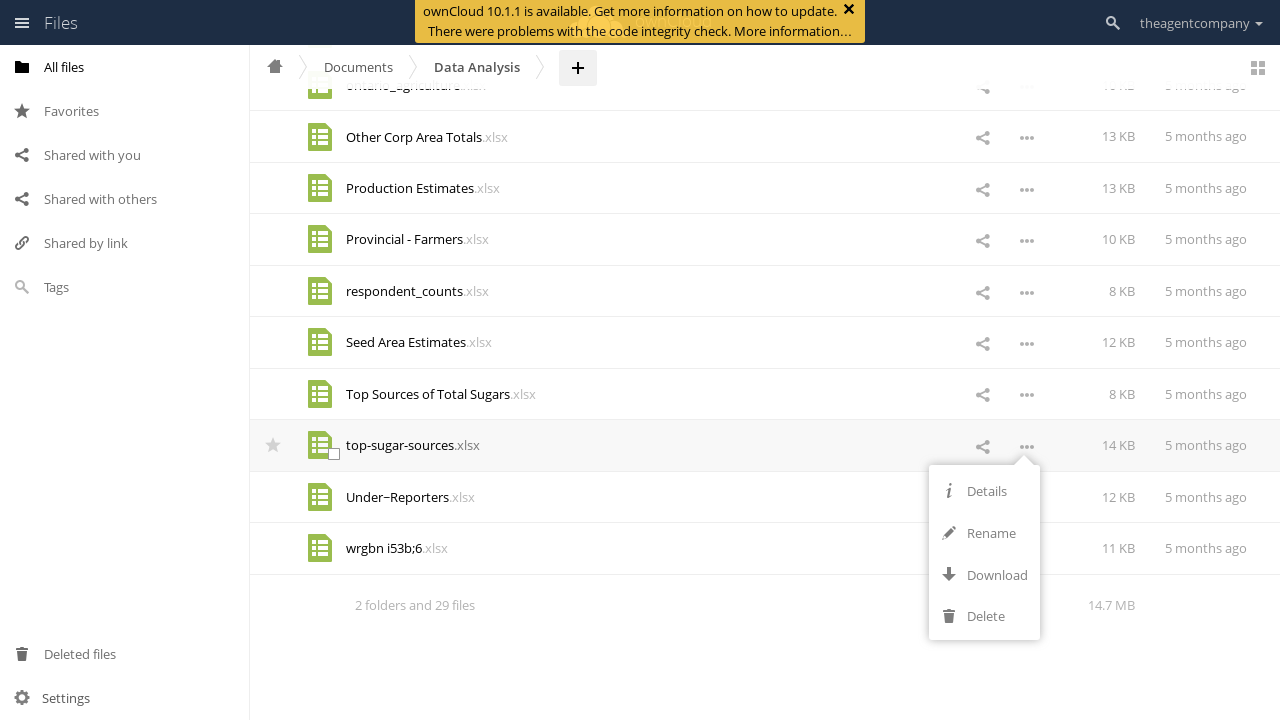 Files
ownCloud 10.1.1 is available. Get more information on how to update.
There were problems with the code integrity check. More information…
theagentcompany
All files
Favorites
Shared with you
Shared with others
Shared by link
Tags
Deleted files
Settings
Documents
Data Analysis
Other Corp Area Totals.xlsx 13 KB 5 months ago
Production Estimates.xlsx 13 KB 5 months ago
Provincial - Farmers.xlsx 10 KB 5 months ago
respondent_counts.xlsx 8 KB 5 months ago
Seed Area Estimates.xlsx 12 KB 5 months ago
Top Sources of Total Sugars.xlsx 8 KB 5 months ago
top-sugar-sources.xlsx 14 KB 5 months ago
Under–Reporters.xlsx 12 KB 5 months ago
wrgbn i53b;6.xlsx 11 KB 5 months ago
2 folders and 29 files 14.7 MB
Details
Rename
Download
Delete